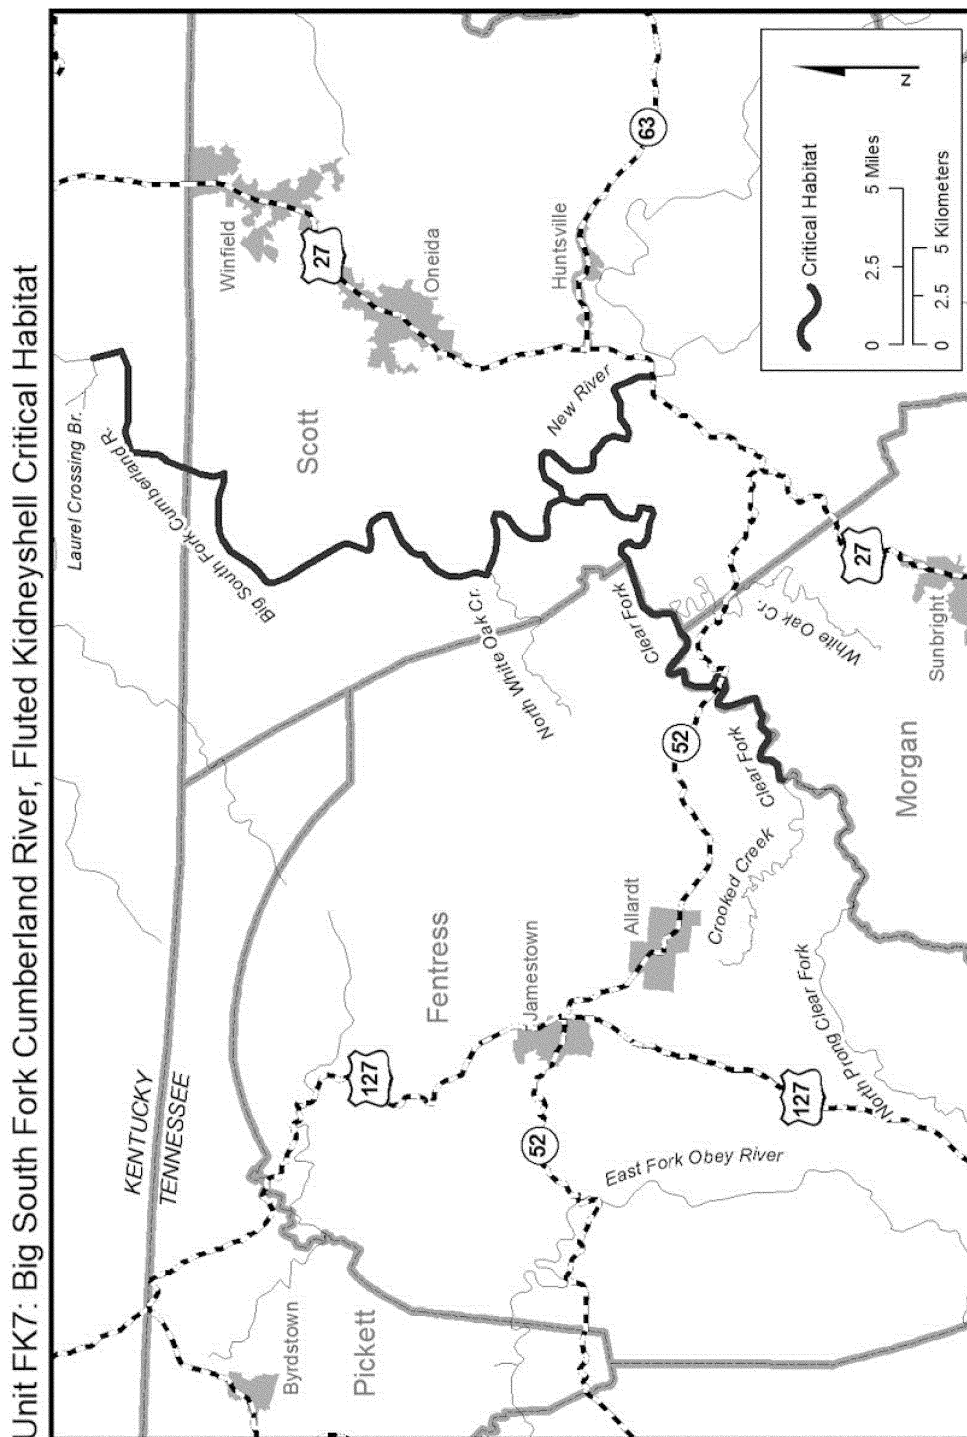 Unit FK7: Big South Fork Cumberland River, Fluted Kidneyshell Critical Habitat
Laurel Crossing Br.
KENTUCKY
TENNESSEE
Big South Fork Cumberland R.
Winfield
27
Byrdstown
Pickett
127
Scott
Oneida
Fentress
North White Oak Cr.
Jamestown
52
New River
Huntsville
63
Allardt
Clear Fork
East Fork Obey River
52
Crooked Creek
Clear Fork
White Oak Cr.
127
North Prong Clear Fork
27
Morgan
Sunbright
Critical Habitat
0 2.5 5 Miles
0 2.5 5 Kilometers
N